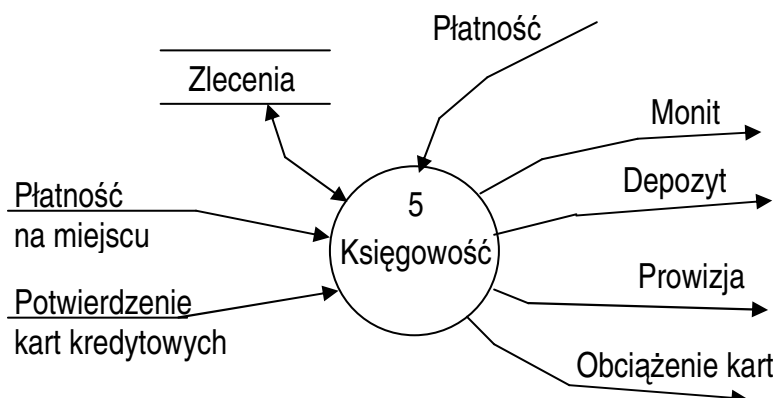 Płatność
Zlecenia
Monit
Depozyt
Płatność
na miejscu
5
Księgowość
Prowizja
Potwierdzenie
kart kredytowych
Obciążenie kart